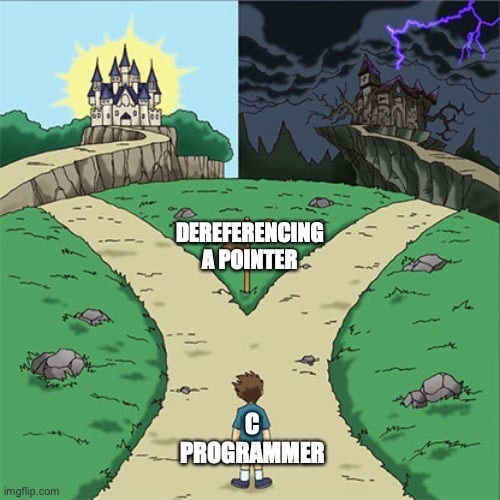 DEREFERENCING
A POINTER
C
PROGRAMMER
imgflip.com